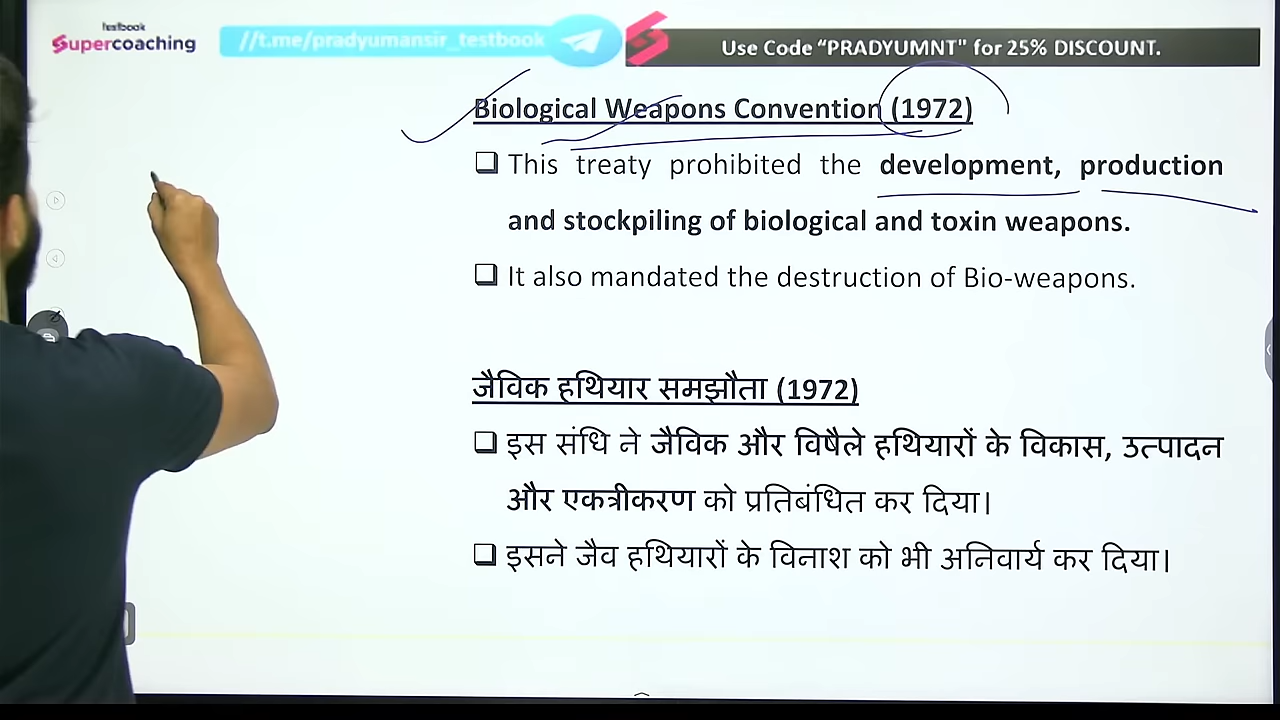 testbook
Supercoaching
//t.me/pradyumansir_testbook
Use Code “PRADYUMNT" for 25% DISCOUNT.
Biological Weapons Convention (1972)
❑ This treaty prohibited the development, production
and stockpiling of biological and toxin weapons.
❑ It also mandated the destruction of Bio-weapons.
जैविक हथियार समझौता (1972)
❑ इस संधि ने जैविक और विषैले हथियारों के विकास, उत्पादन
और एकत्रीकरण को प्रतिबंधित कर दिया।
❑ इसने जैव हथियारों के विनाश को भी अनिवार्य कर दिया।